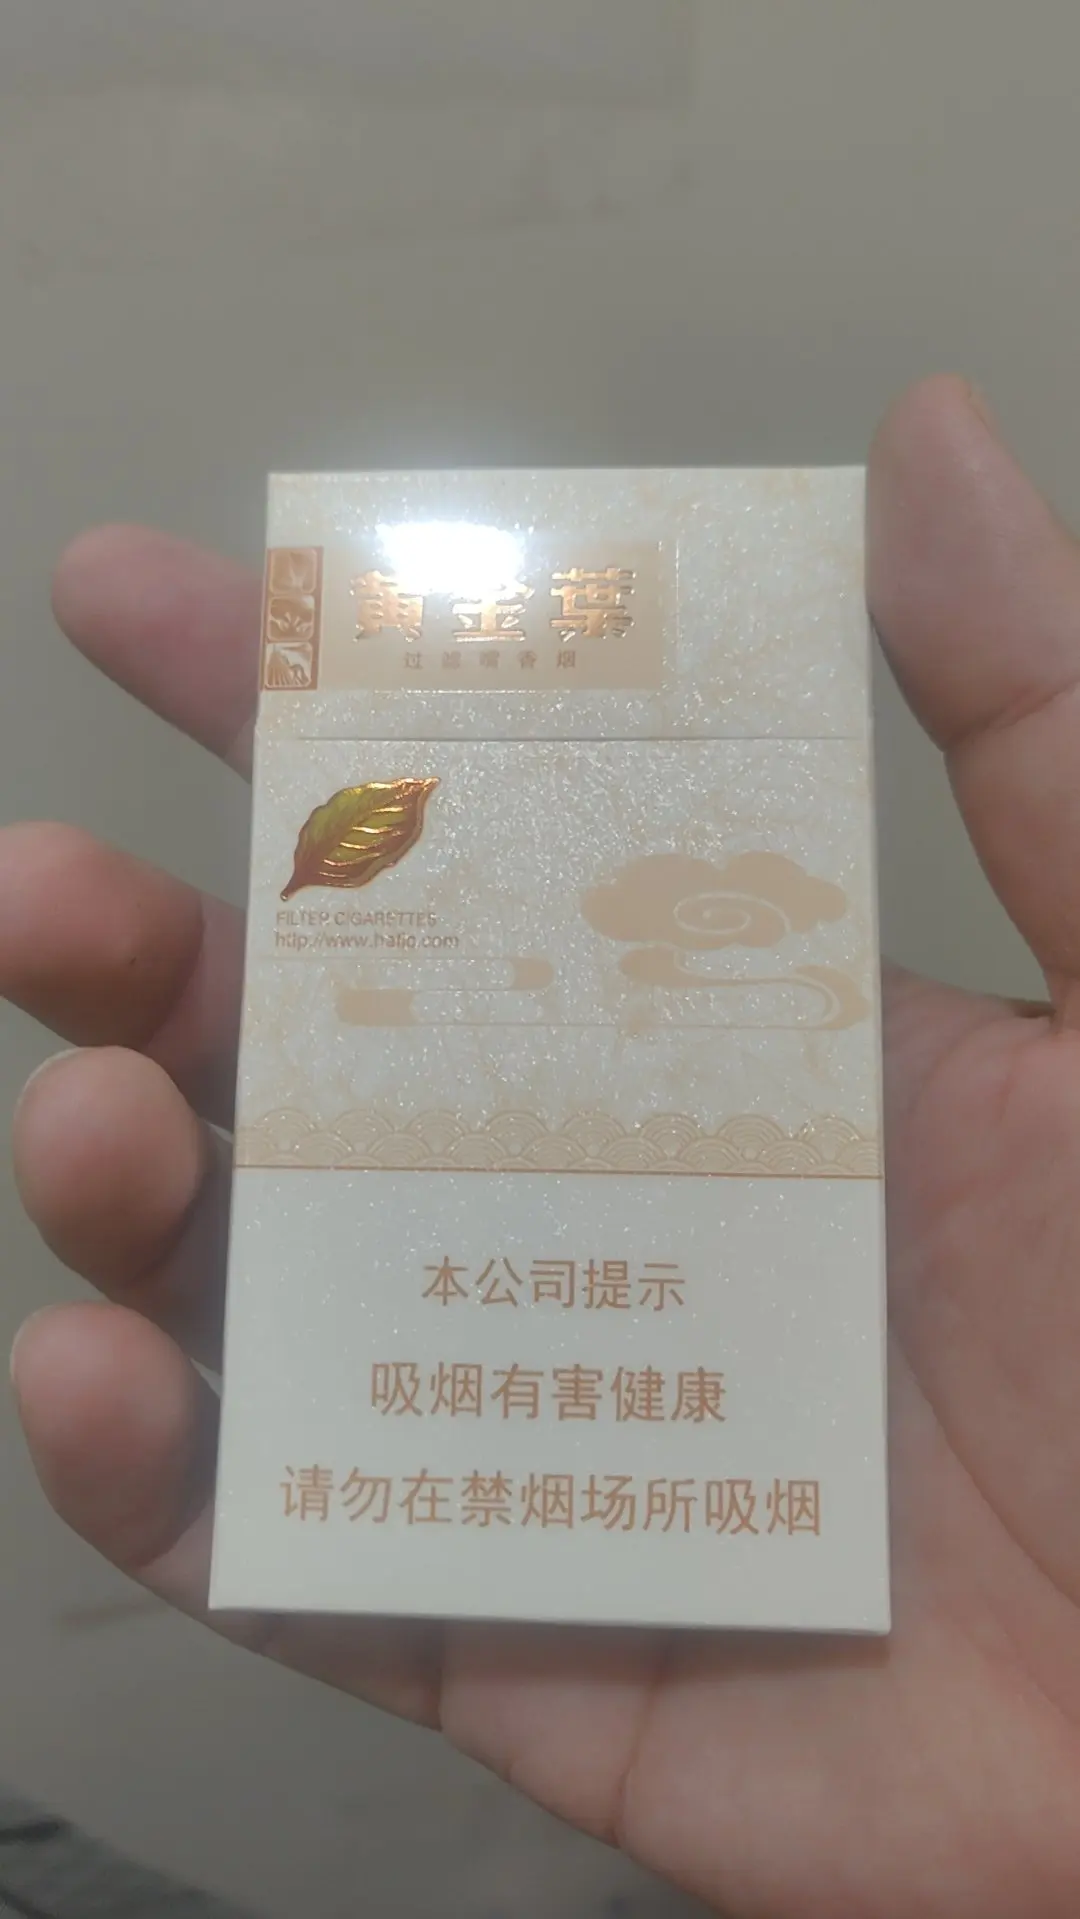 黄金葉
过滤嘴香烟
FILTER CIGARETTES
http://www.hatic.com
本公司提示
吸烟有害健康
请勿在禁烟场所吸烟